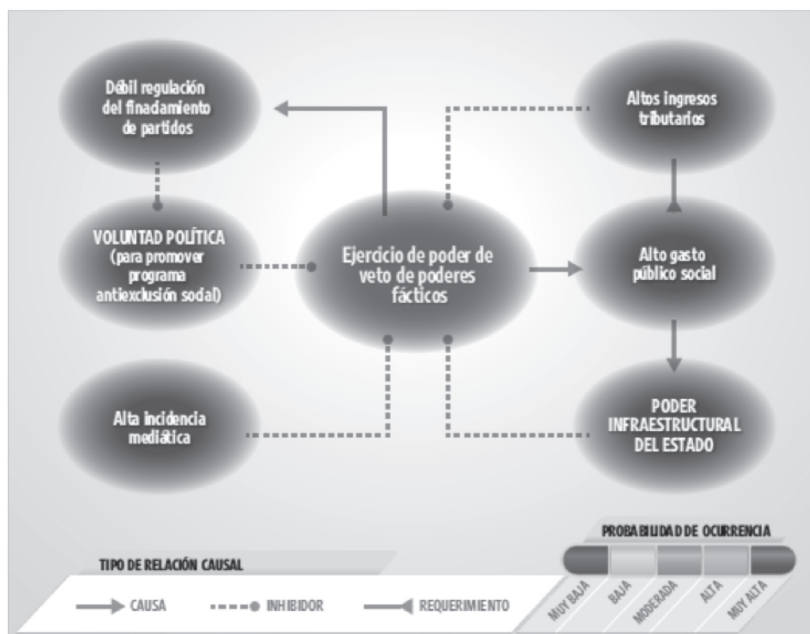 Débil regulación
del finaciamiento
de partidos
Altos ingresos
tributarios
VOLUNTAD POLÍTICA
(para promover
programa
antiexclusión social)
Ejercicio de poder de
veto de poderes
fácticos
Alto gasto
público social
Alta incidencia
mediática
PODER
INFRAESTRUCTURAL
DEL ESTADO
PROBABILIDAD DE OCURRENCIA
MUY BAJA
BAJA
MODERADA
ALTA
MUY ALTA
TIPO DE RELACIÓN CAUSAL
CAUSA
INHIBIDOR
REQUERIMIENTO